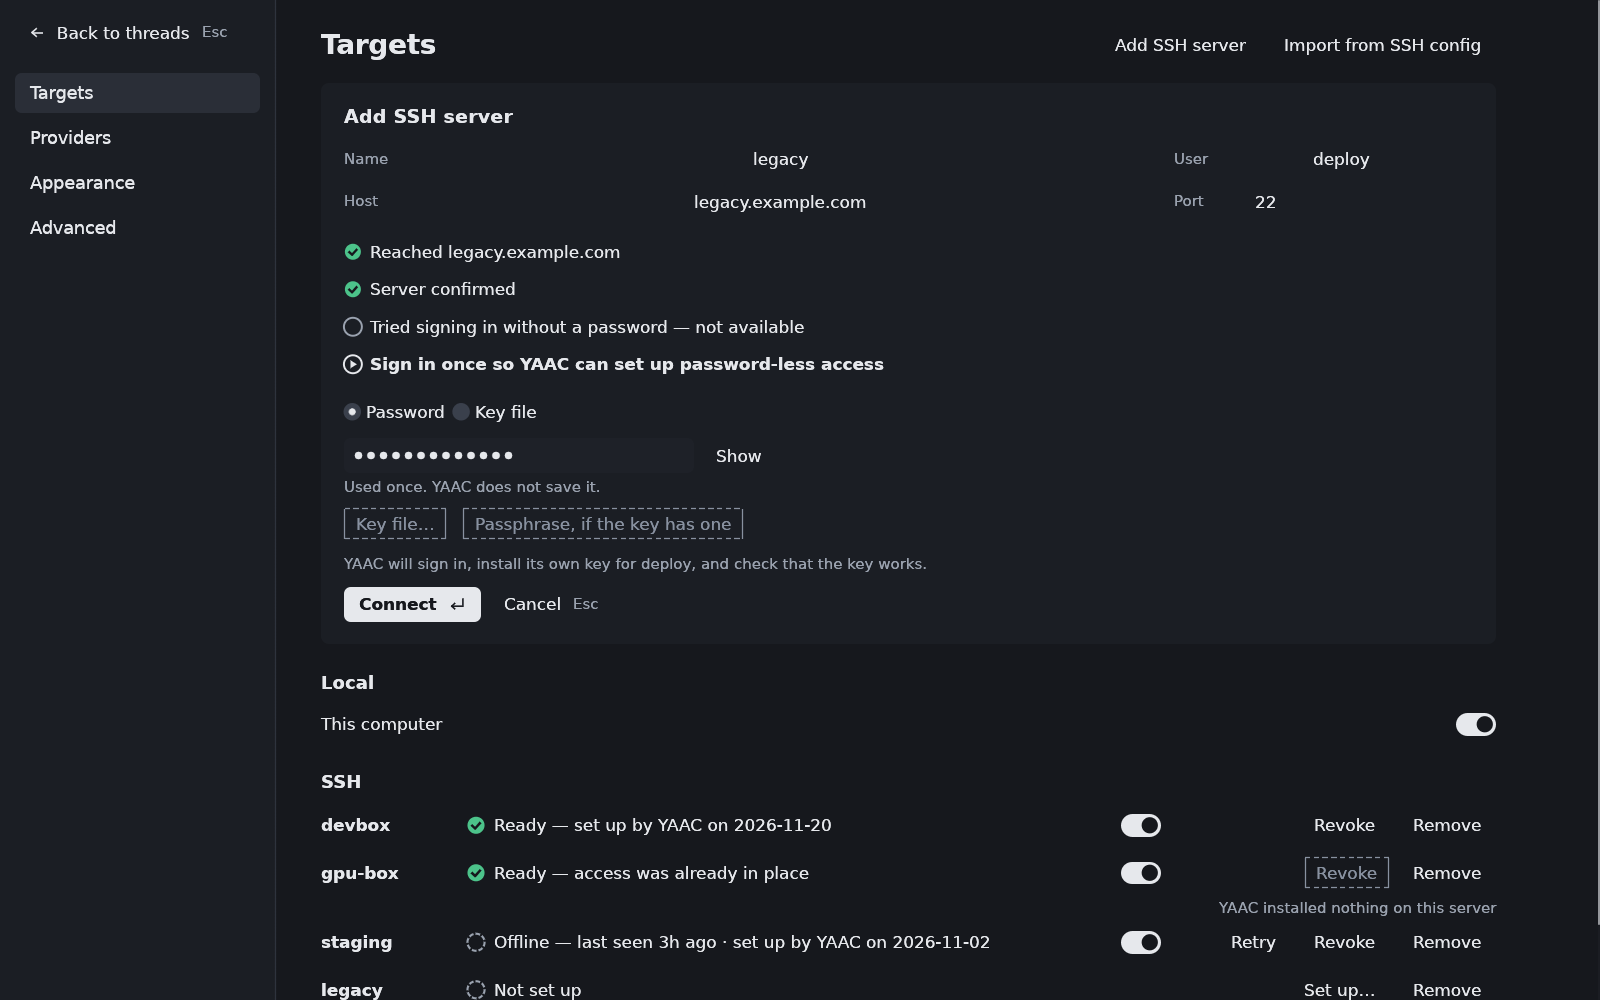 Back to threads Esc
Targets
Providers
Appearance
Advanced
Targets
Add SSH server Import from SSH config
Add SSH server
Name legacy User deploy
Host legacy.example.com Port 22
Reached legacy.example.com
Server confirmed
Tried signing in without a password — not available
Sign in once so YAAC can set up password-less access
Password Key file
Show
Used once. YAAC does not save it.
Key file… Passphrase, if the key has one
YAAC will sign in, install its own key for deploy, and check that the key works.
Connect Cancel Esc
Local
This computer
SSH
devbox Ready — set up by YAAC on 2026-11-20 Revoke Remove
gpu-box Ready — access was already in place Revoke Remove
YAAC installed nothing on this server
staging Offline — last seen 3h ago · set up by YAAC on 2026-11-02 Retry Revoke Remove
legacy Not set up Set up… Remove